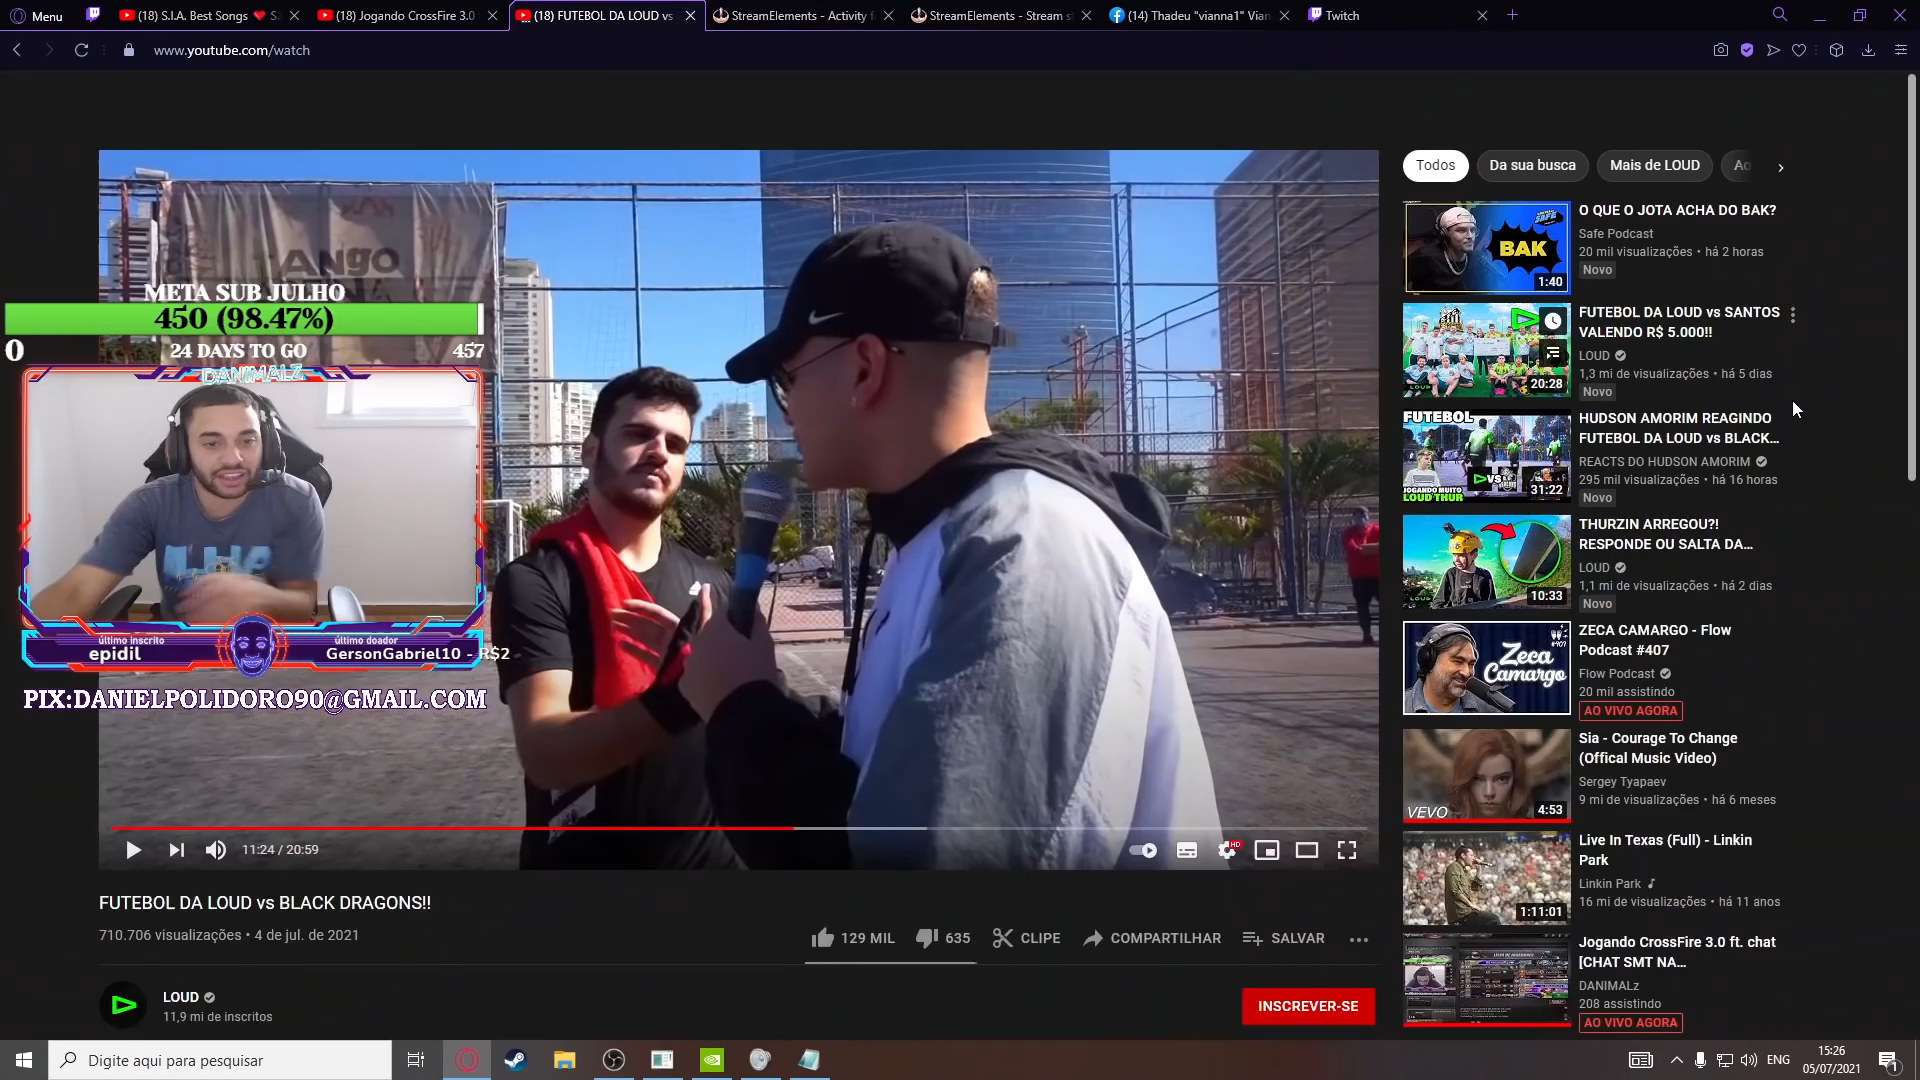 Menu
(18) S.I.A. Best Songs ❤️ S.
(18) Jogando CrossFire 3.0
(18) FUTEBOL DA LOUD vs
StreamElements - Activity f
StreamElements - Stream s
(14) Thadeu "vianna1" Vian
Twitch
www.youtube.com/watch
META SUB JULHO
450 (98.47%)
0
24 DAYS TO GO
457
DANIMALZ
último inscrito
epidil
último doador
GersonGabriel10 - R$2
PIX:DANIELPOLIDORO90@GMAIL.COM
11:24 / 20:59
HD
FUTEBOL DA LOUD vs BLACK DRAGONS!!
710.706 visualizações • 4 de jul. de 2021
129 MIL
635
CLIPE
COMPARTILHAR
SALVAR
LOUD
11,9 mi de inscritos
INSCREVER-SE
Todos
Da sua busca
Mais de LOUD
Ao
BAK
1:40
O QUE O JOTA ACHA DO BAK?
Safe Podcast
20 mil visualizações • há 2 horas
Novo
20:28
FUTEBOL DA LOUD vs SANTOS
VALENDO R$ 5.000!!
LOUD
1,3 mi de visualizações • há 5 dias
Novo
FUTEBOL
VS
JOGANDO MUITO
LOUD THUR
31:22
HUDSON AMORIM REAGINDO
FUTEBOL DA LOUD vs BLACK...
REACTS DO HUDSON AMORIM
295 mil visualizações • há 16 horas
Novo
10:33
THURZIN ARREGOU?!
RESPONDE OU SALTA DA...
LOUD
1,1 mi de visualizações • há 2 dias
Novo
#407
Zeca
Camargo
ZECA CAMARGO - Flow
Podcast #407
Flow Podcast
20 mil assistindo
AO VIVO AGORA
VEVO
4:53
Sia - Courage To Change
(Offical Music Video)
Sergey Tyapaev
9 mi de visualizações • há 6 meses
1:11:01
Live In Texas (Full) - Linkin
Park
Linkin Park
16 mi de visualizações • há 11 anos
Jogando CrossFire 3.0 ft. chat
[CHAT SMT NA...
DANIMALz
208 assistindo
AO VIVO AGORA
Digite aqui para pesquisar
ENG
15:26
05/07/2021
1